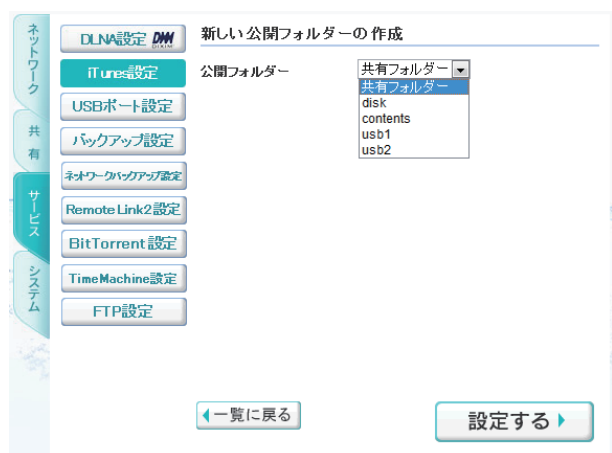 ネットワーク
共有
サービス
システム
DLNA設定 DiXiM
iTunes設定
USBポート設定
バックアップ設定
ネットワークバックアップ設定
Remote Link2設定
BitTorrent設定
TimeMachine設定
FTP設定
新しい公開フォルダーの作成
公開フォルダー
共有フォルダー
共有フォルダー
disk
contents
usb1
usb2
一覧に戻る
設定する